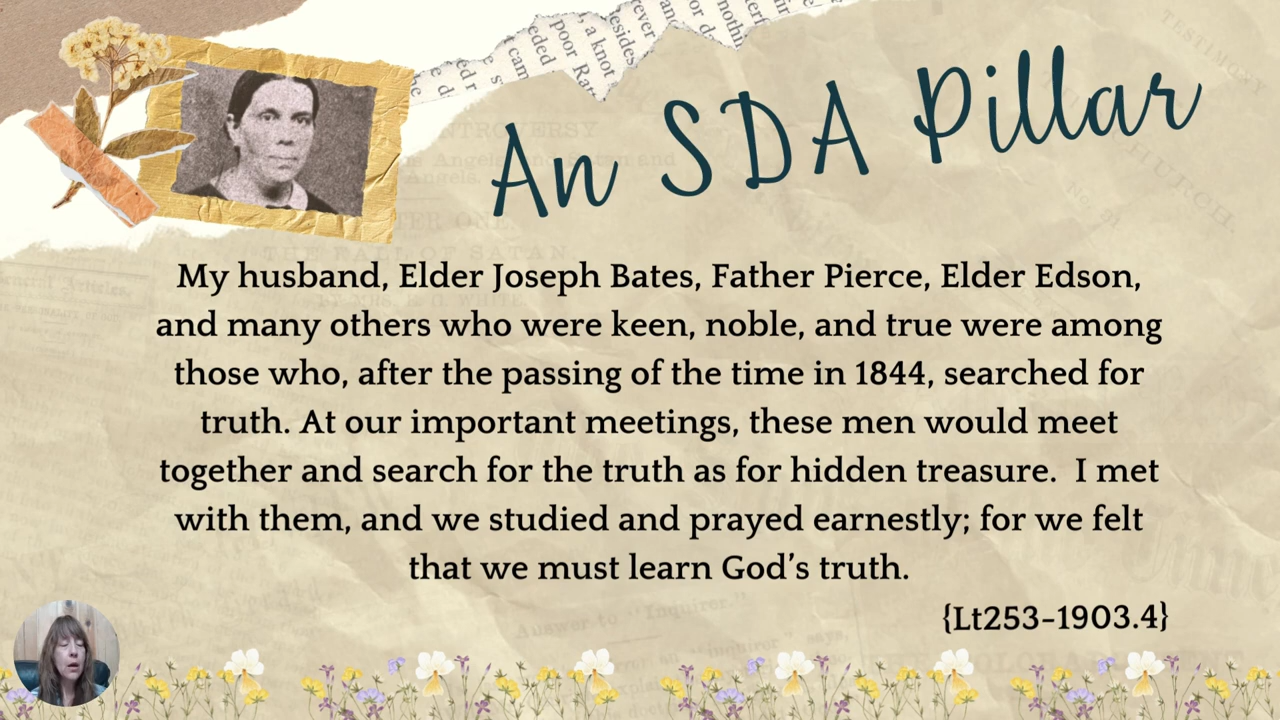 An SDA Pillar
My husband, Elder Joseph Bates, Father Pierce, Elder Edson,
and many others who were keen, noble, and true were among
those who, after the passing of the time in 1844, searched for
truth. At our important meetings, these men would meet
together and search for the truth as for hidden treasure.  I met
with them, and we studied and prayed earnestly; for we felt
that we must learn God’s truth.
{Lt253-1903.4}